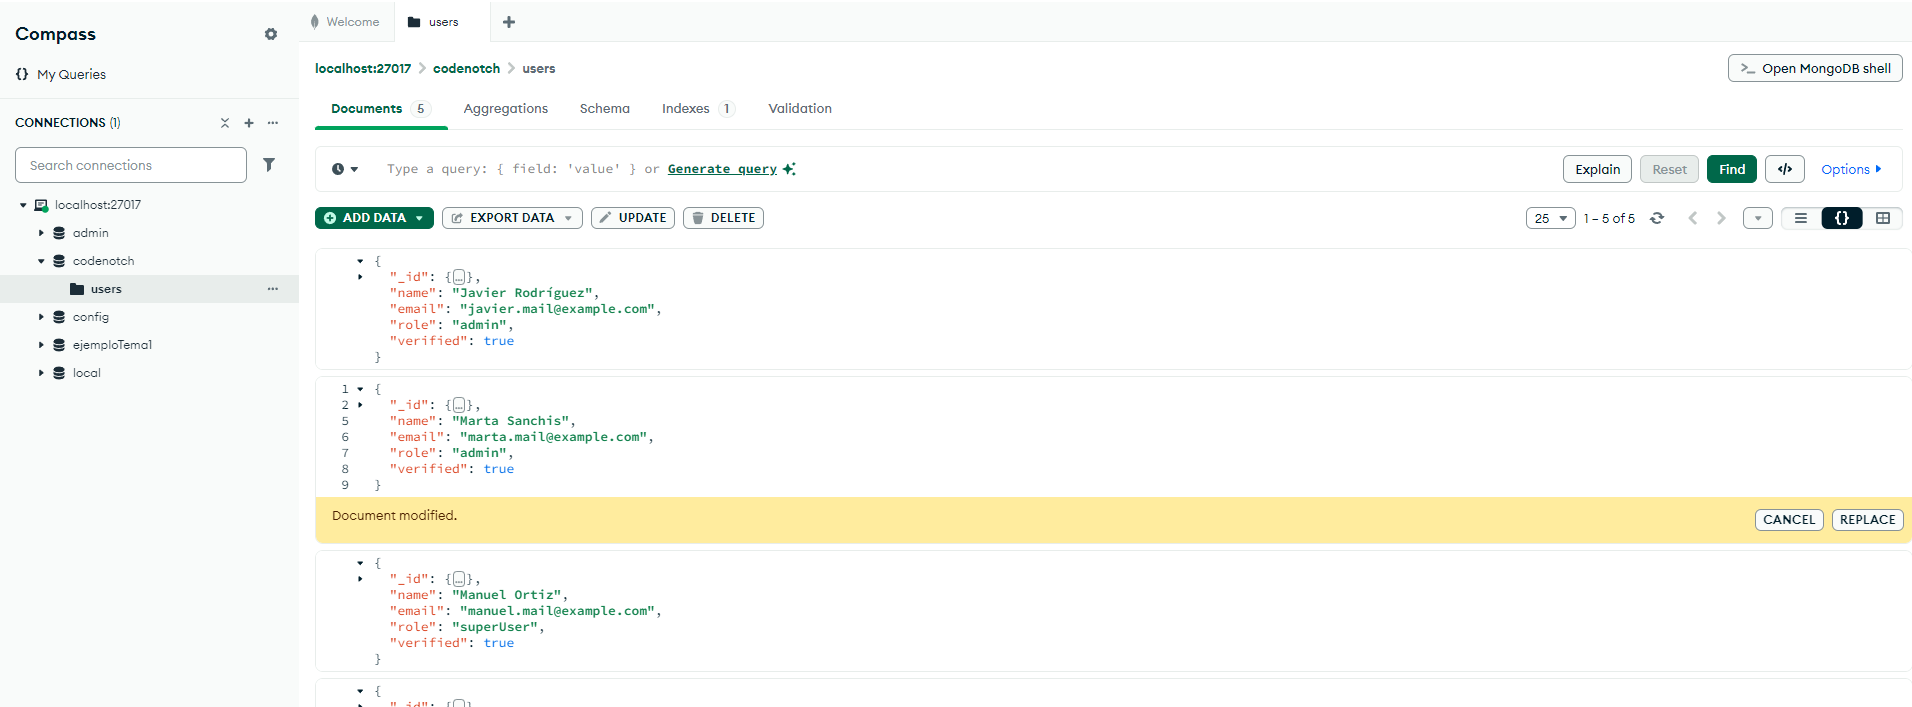 Compass
My Queries
CONNECTIONS (1)
Search connections
localhost:27017
admin
codenotch
users
config
ejemploTema1
local
Welcome
users
localhost:27017 > codenotch > users
Open MongoDB shell
Documents 5 Aggregations Schema Indexes 1 Validation
Type a query: { field: 'value' } or Generate query
Explain Reset Find </> Options
ADD DATA EXPORT DATA UPDATE DELETE
25 1 – 5 of 5 {}
{
"_id": {…},
"name": "Javier Rodríguez",
"email": "javier.mail@example.com",
"role": "admin",
"verified": true
}
1 {
2 "_id": {…},
5 "name": "Marta Sanchis",
6 "email": "marta.mail@example.com",
7 "role": "admin",
8 "verified": true
9 }
Document modified.
CANCEL REPLACE
{
"_id": {…},
"name": "Manuel Ortiz",
"email": "manuel.mail@example.com",
"role": "superUser",
"verified": true
}
{